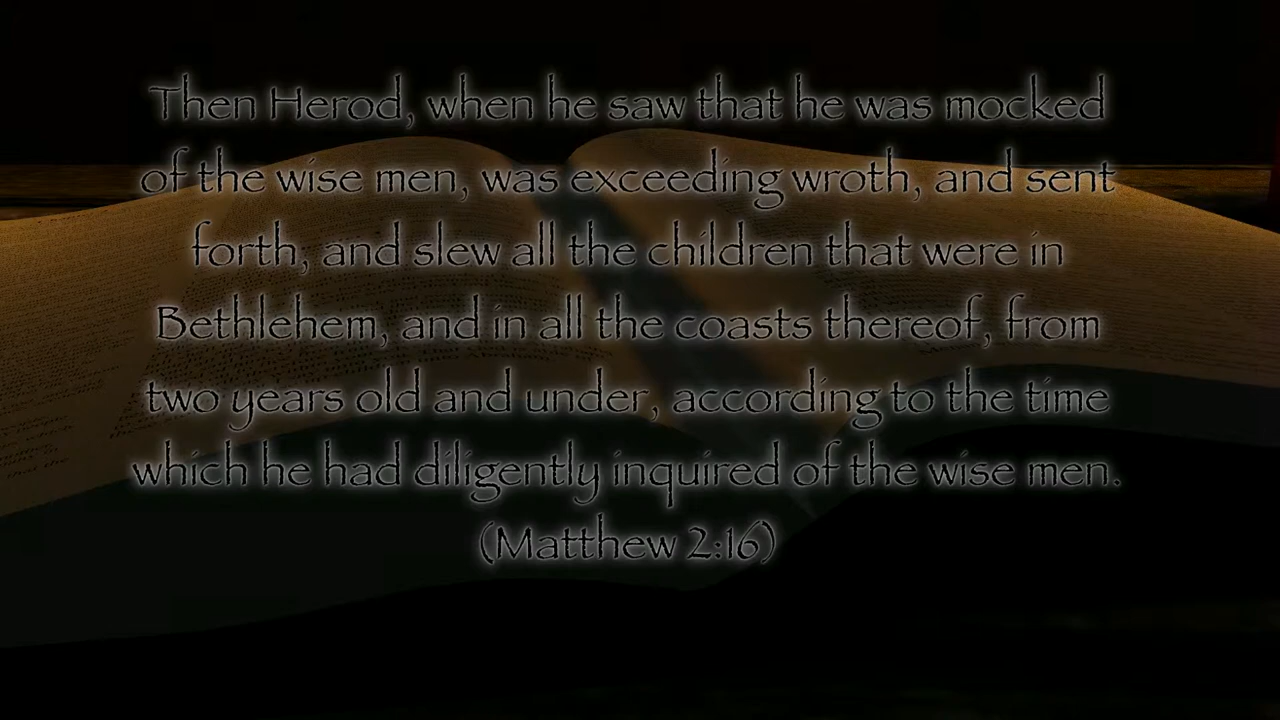 Then Herod, when he saw that he was mocked
of the wise men, was exceeding wroth, and sent
forth, and slew all the children that were in
Bethlehem, and in all the coasts thereof, from
two years old and under, according to the time
which he had diligently inquired of the wise men.
(Matthew 2:16)